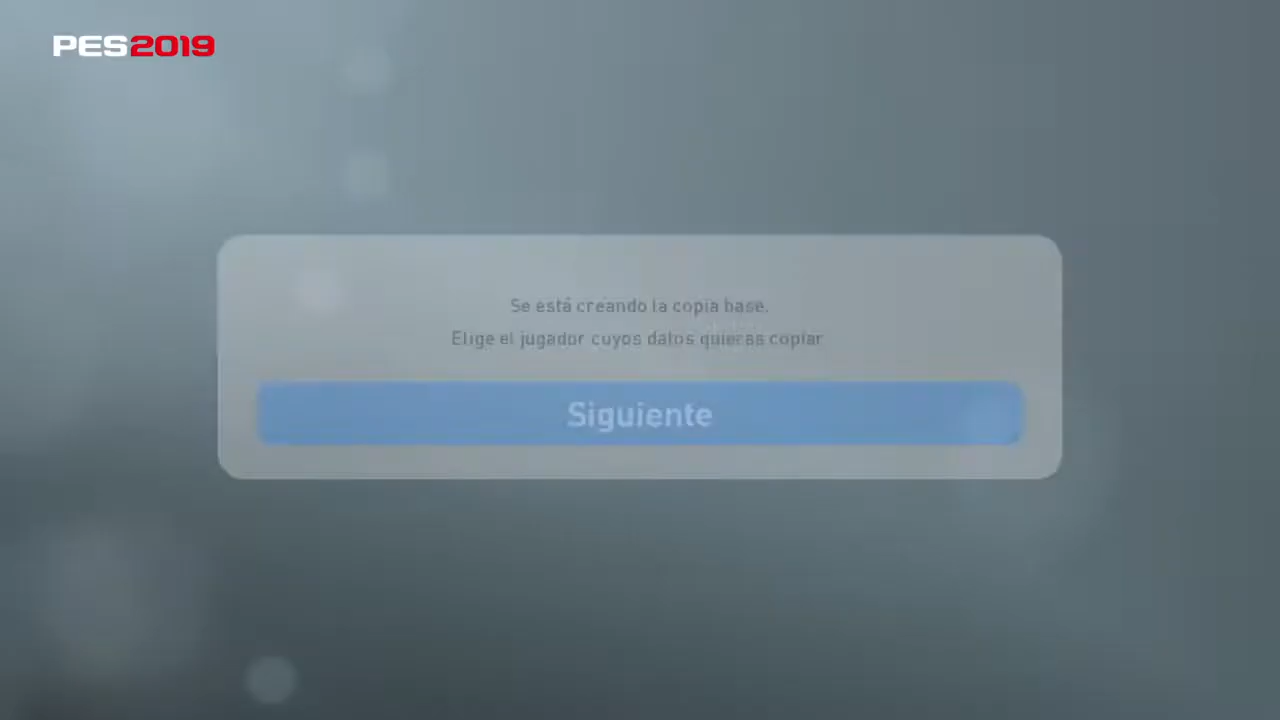 PES2019
Se está creando la copia base.
Elige el jugador cuyos datos quieras copiar
Siguiente